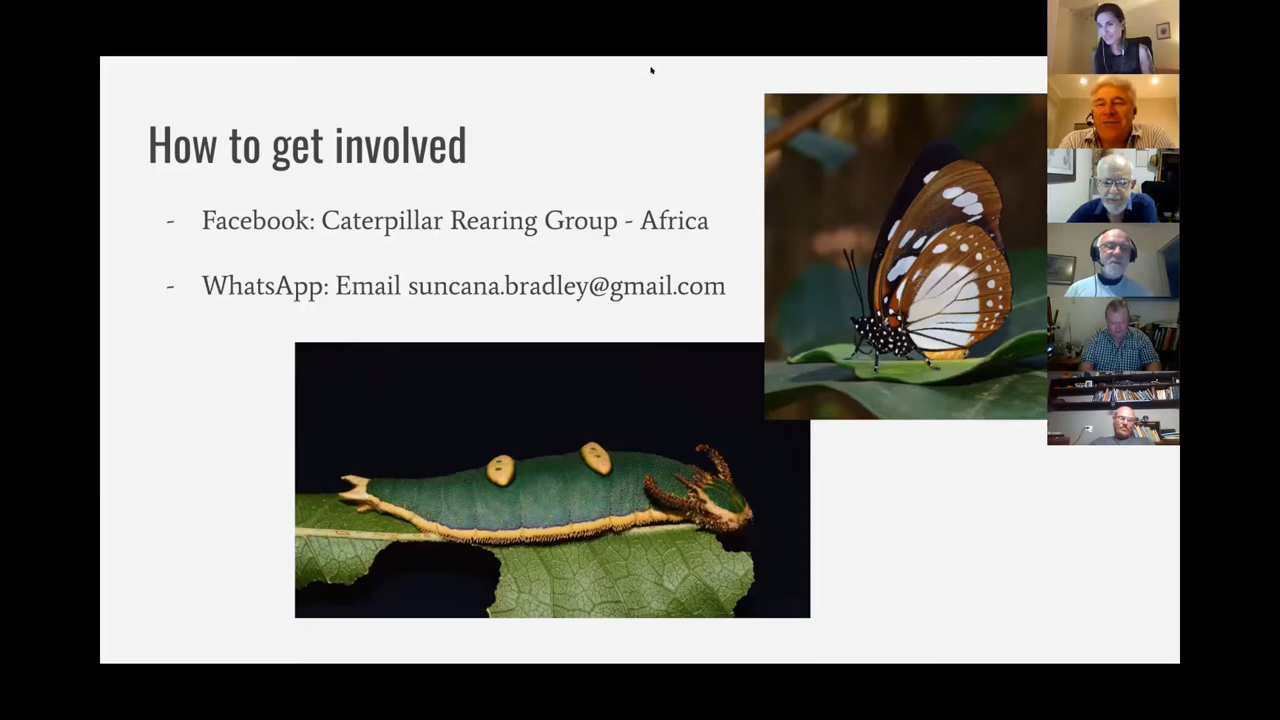 How to get involved
- Facebook: Caterpillar Rearing Group - Africa
- WhatsApp: Email suncana.bradley@gmail.com